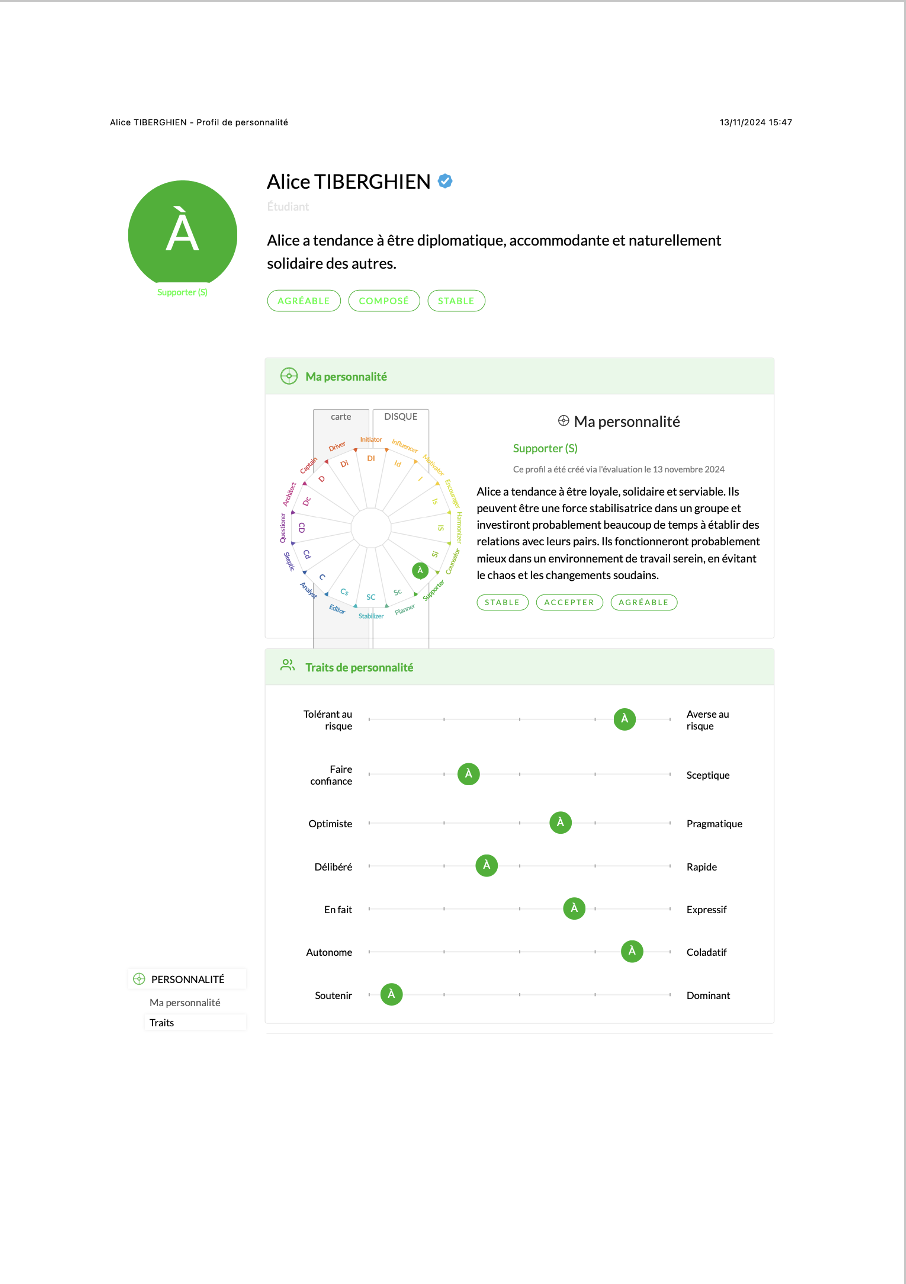 Alice TIBERGHIEN - Profil de personnalité
13/11/2024 15:47
À
Supporter (S)
Alice TIBERGHIEN
Étudiant
Alice a tendance à être diplomatique, accommodante et naturellement
solidaire des autres.
AGRÉABLE
COMPOSÉ
STABLE
Ma personnalité
carte
DISQUE
Captain
Driver
Initiator
Influencer
Motivator
Encourager
Harmonizer
Counselor
Supporter
Planner
Stabilizer
Editor
Analyst
Skeptic
Questioner
Architect
D
Di
DI
Id
I
Is
IS
Si
À
Sc
SC
Cs
C
Cd
CD
Dc
Ma personnalité
Supporter (S)
Ce profil a été créé via l'évaluation le 13 novembre 2024
Alice a tendance à être loyale, solidaire et serviable. Ils
peuvent être une force stabilisatrice dans un groupe et
investiront probablement beaucoup de temps à établir des
relations avec leurs pairs. Ils fonctionneront probablement
mieux dans un environnement de travail serein, en évitant
le chaos et les changements soudains.
STABLE
ACCEPTER
AGRÉABLE
Traits de personnalité
Tolérant au
risque
À
Averse au
risque
Faire
confiance
À
Sceptique
Optimiste
À
Pragmatique
Délibéré
À
Rapide
En fait
À
Expressif
Autonome
À
Coladatif
Soutenir
À
Dominant
PERSONNALITÉ
Ma personnalité
Traits